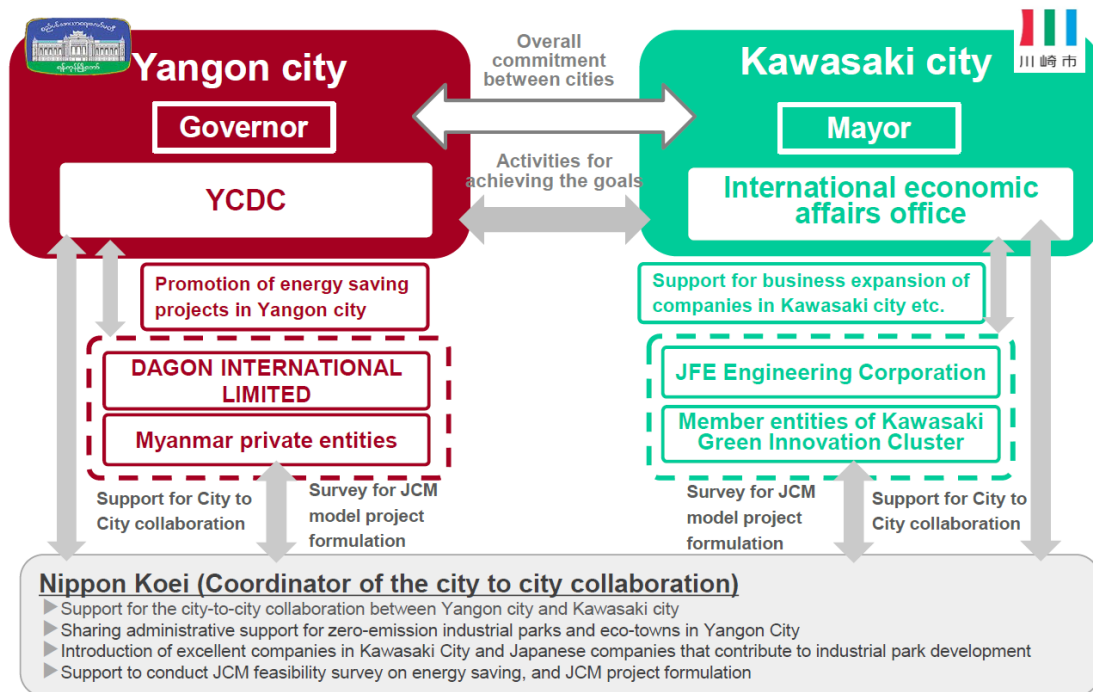 Yangon city
Governor
YCDC
Overall
commitment
between cities
Activities for
achieving the goals
Kawasaki city
川崎市
Mayor
International economic
affairs office
Promotion of energy saving
projects in Yangon city
Support for business expansion of
companies in Kawasaki city etc.
DAGON INTERNATIONAL
LIMITED
Myanmar private entities
JFE Engineering Corporation
Member entities of Kawasaki
Green Innovation Cluster
Support for City to
City collaboration
Survey for JCM
model project
formulation
Survey for JCM
model project
formulation
Support for City to
City collaboration
Nippon Koei (Coordinator of the city to city collaboration)
Support for the city-to-city collaboration between Yangon city and Kawasaki city
Sharing administrative support for zero-emission industrial parks and eco-towns in Yangon City
Introduction of excellent companies in Kawasaki City and Japanese companies that contribute to industrial park development
Support to conduct JCM feasibility survey on energy saving, and JCM project formulation